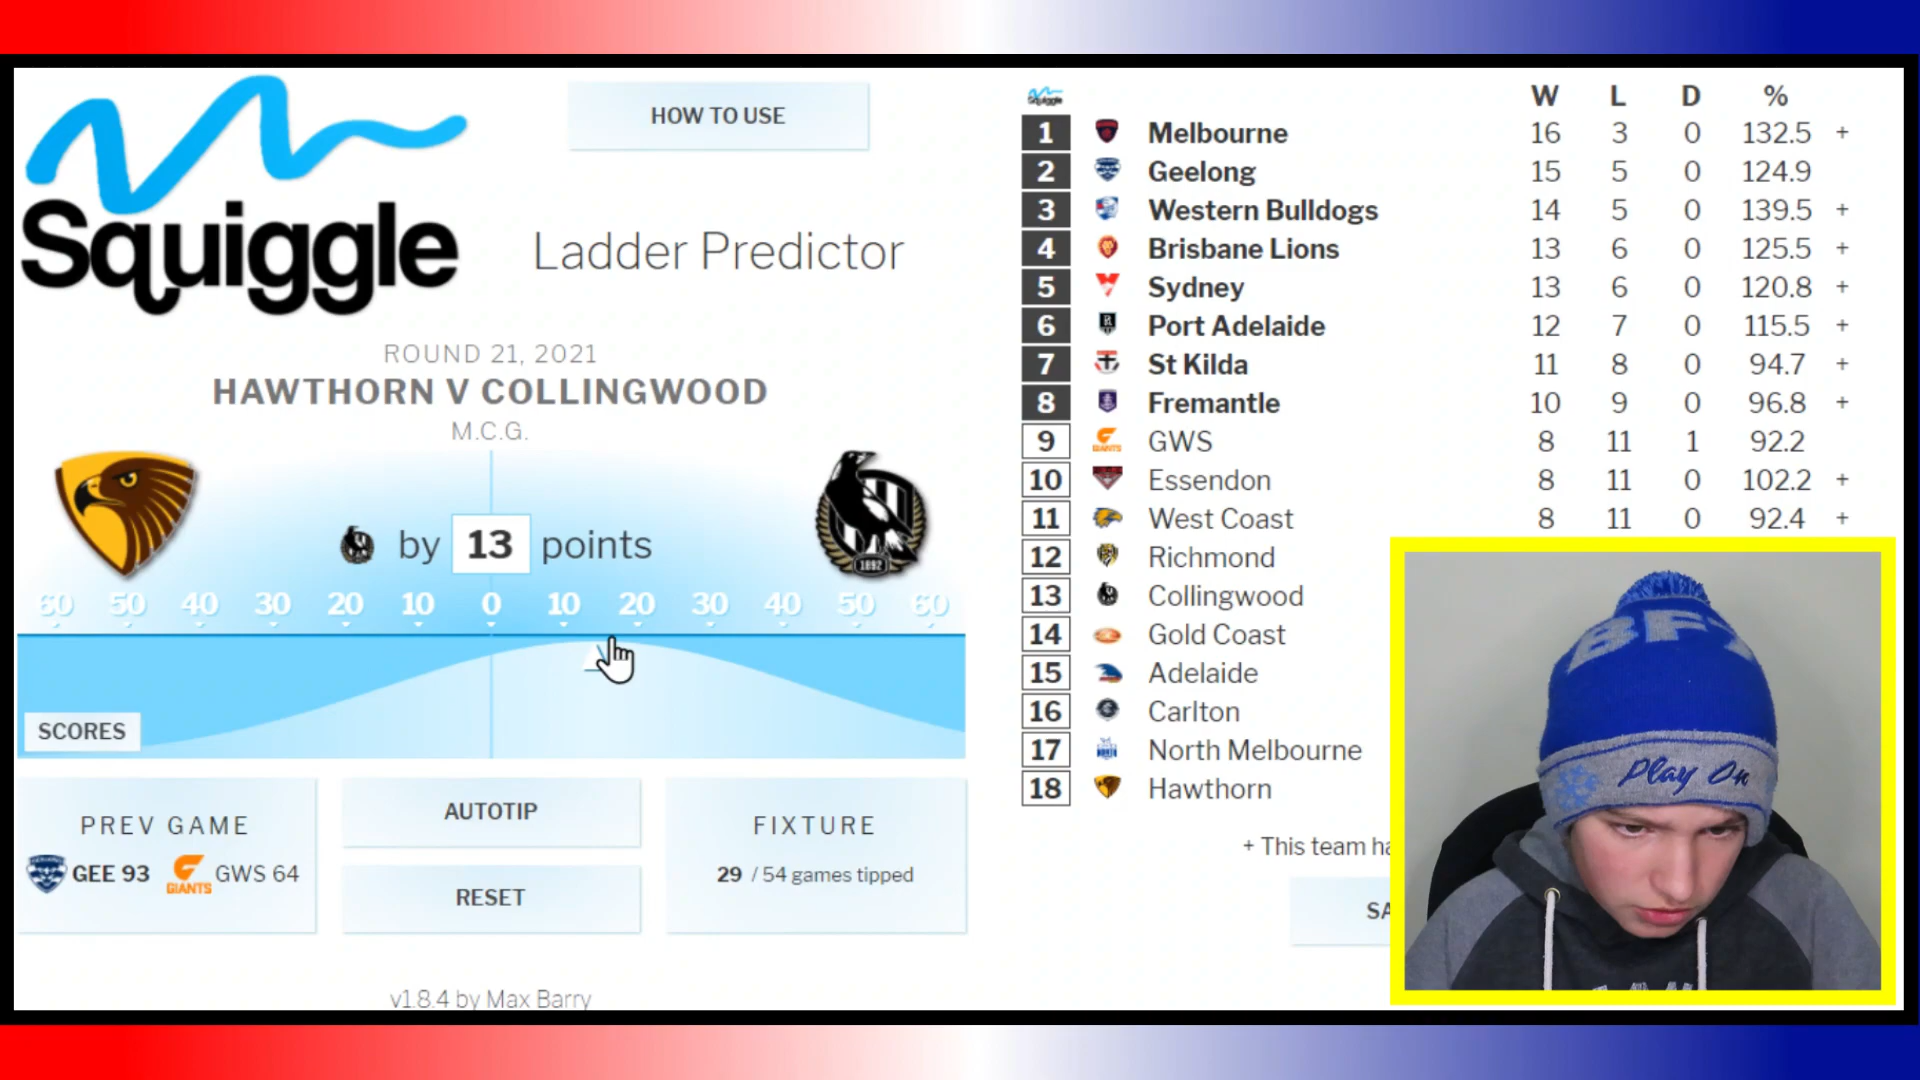 Squiggle
HOW TO USE
Ladder Predictor
ROUND 21, 2021
HAWTHORN V COLLINGWOOD
M.C.G.
by 13 points
1892
60 50 40 30 20 10 0 10 20 30 40 50 60
SCORES
PREV GAME
GEE 93 GIANTS GWS 64
AUTOTIP
RESET
FIXTURE
29 / 54 games tipped
v1.8.4 by Max Barry
Squiggle W L D %
1 Melbourne 16 3 0 132.5 +
2 Geelong 15 5 0 124.9
3 Western Bulldogs 14 5 0 139.5 +
4 Brisbane Lions 13 6 0 125.5 +
5 Sydney 13 6 0 120.8 +
6 Port Adelaide 12 7 0 115.5 +
7 St Kilda 11 8 0 94.7 +
8 Fremantle 10 9 0 96.8 +
9 GIANTS GWS 8 11 1 92.2
10 Essendon 8 11 0 102.2 +
11 West Coast 8 11 0 92.4 +
12 Richmond
13 Collingwood
14 Gold Coast
15 Adelaide
16 Carlton
17 North Melbourne
18 Hawthorn
+ This team ha
SA
Play On